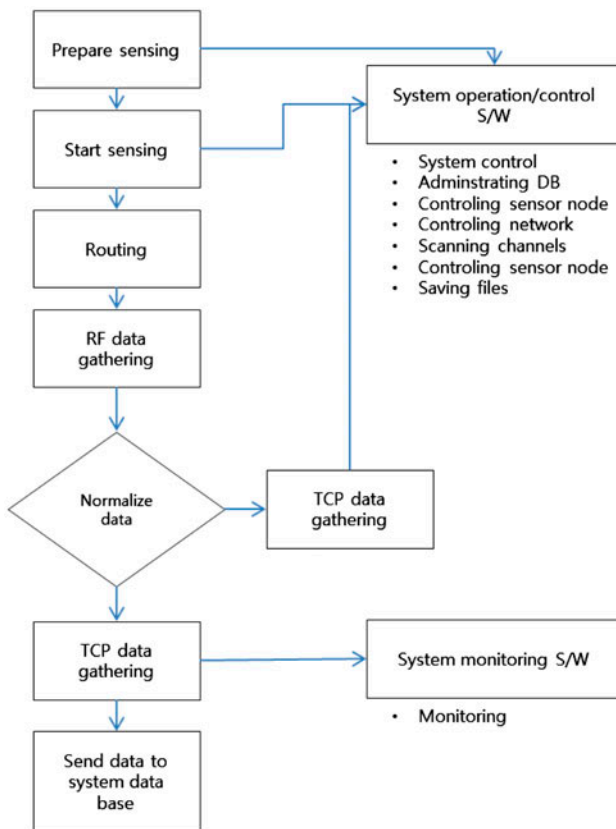 Prepare sensing
System operation/control
S/W
Start sensing
• System control
• Adminstrating DB
• Controling sensor node
• Controling network
• Scanning channels
• Controling sensor node
• Saving files
Routing
RF data
gathering
Normalize
data
TCP data
gathering
TCP data
gathering
System monitoring S/W
• Monitoring
Send data to
system data
base